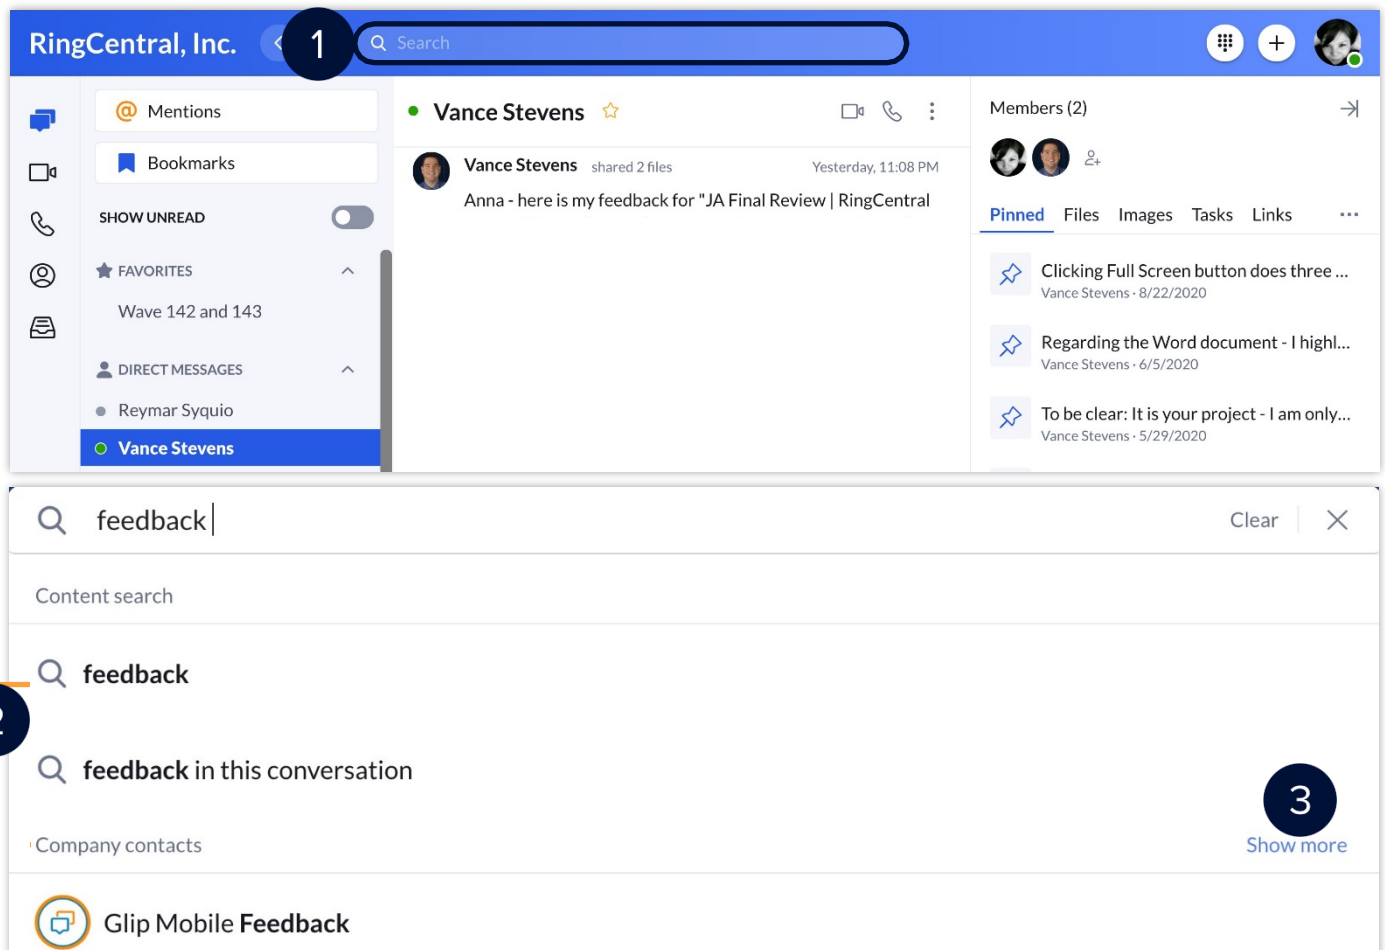 RingCentral, Inc.
1
Search
Mentions
Bookmarks
SHOW UNREAD
FAVORITES
Wave 142 and 143
DIRECT MESSAGES
Reymar Syquio
Vance Stevens
Vance Stevens
Vance Stevens shared 2 files Yesterday, 11:08 PM
Anna - here is my feedback for "JA Final Review | RingCentral
Members (2)
Pinned Files Images Tasks Links ...
Clicking Full Screen button does three ...
Vance Stevens · 8/22/2020
Regarding the Word document - I highl...
Vance Stevens · 6/5/2020
To be clear: It is your project - I am only...
Vance Stevens · 5/29/2020
feedback
Clear
Content search
feedback
2
feedback in this conversation
3
Company contacts
Show more
Glip Mobile Feedback